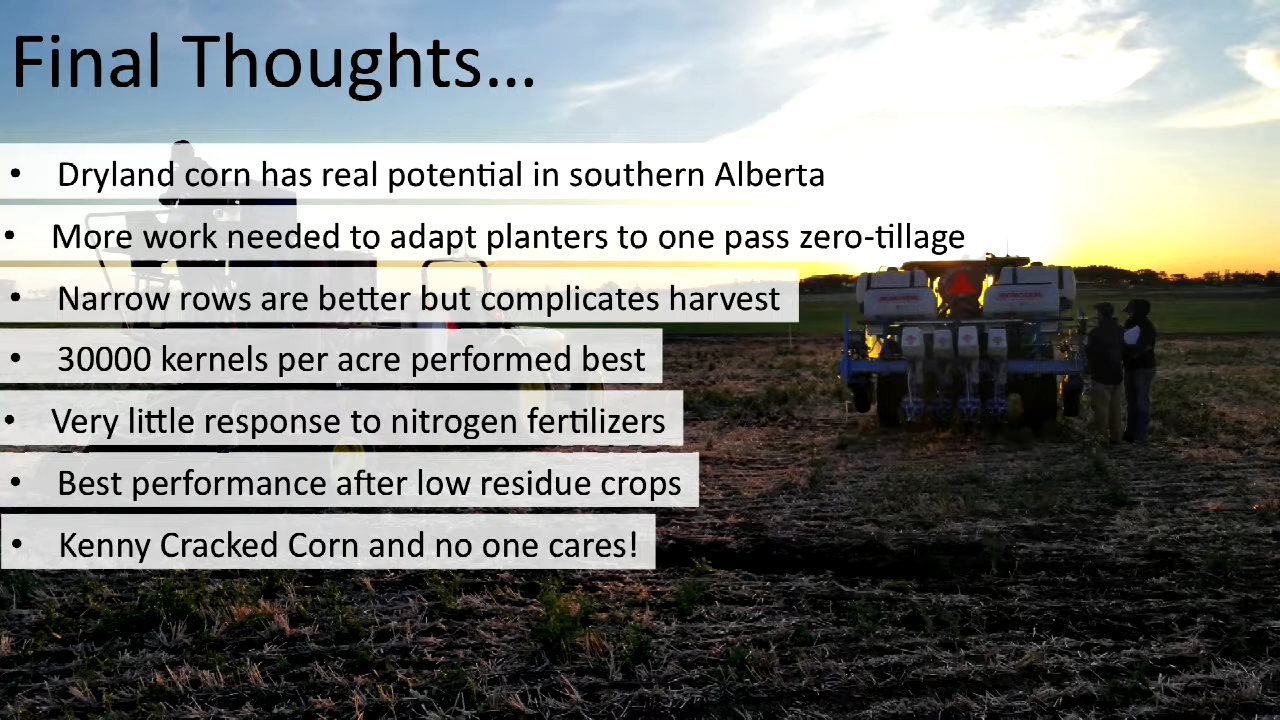 Final Thoughts…
• Dryland corn has real potential in southern Alberta
• More work needed to adapt planters to one pass zero-tillage
• Narrow rows are better but complicates harvest
• 30000 kernels per acre performed best
• Very little response to nitrogen fertilizers
• Best performance after low residue crops
• Kenny Cracked Corn and no one cares!